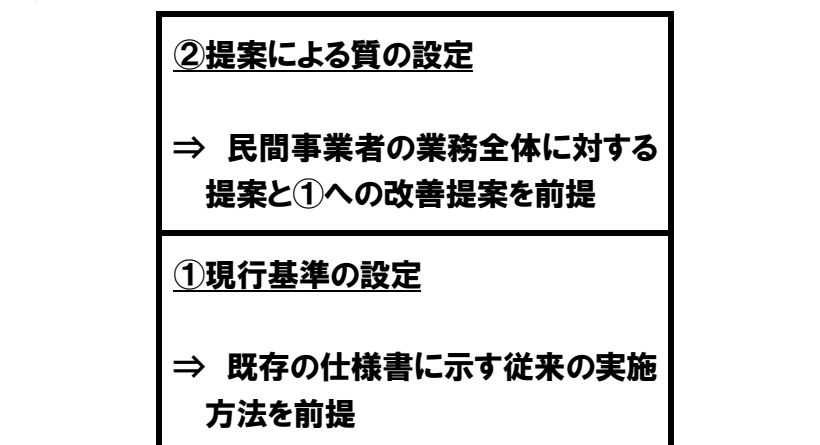 ②提案による質の設定
⇒ 民間事業者の業務全体に対する
提案と①への改善提案を前提
①現行基準の設定
⇒ 既存の仕様書に示す従来の実施
方法を前提